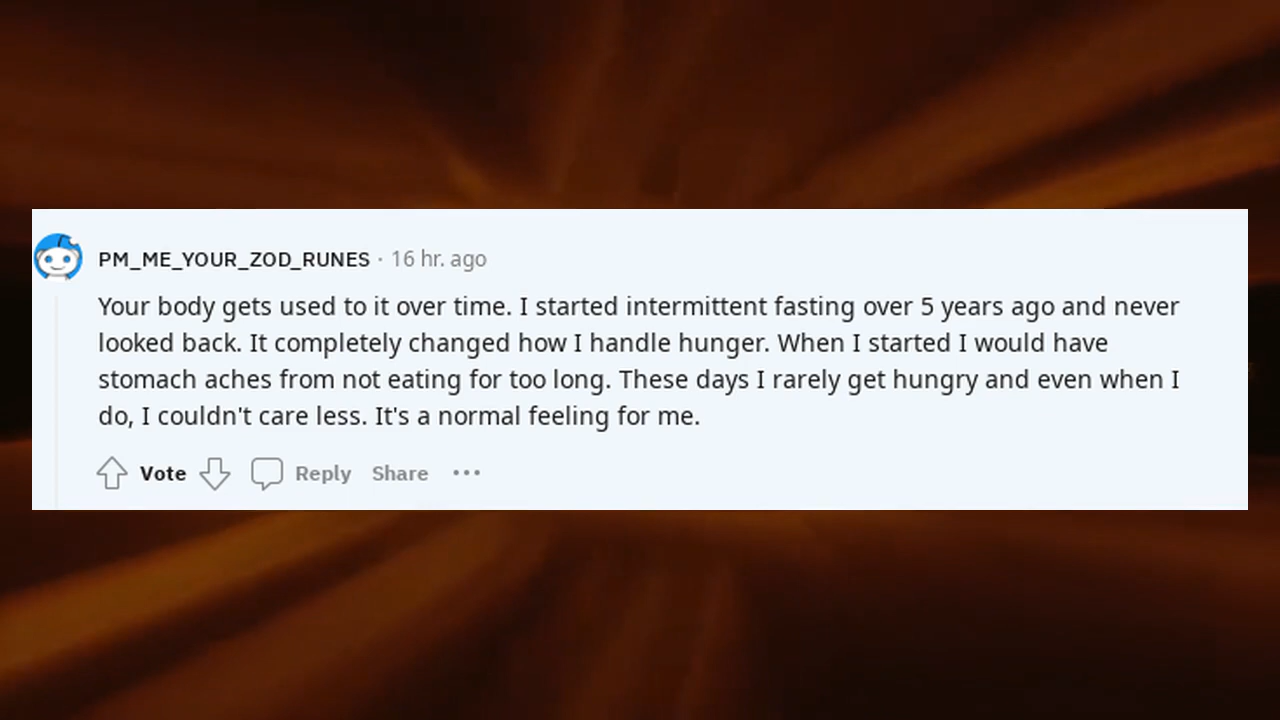 PM_ME_YOUR_ZOD_RUNES · 16 hr. ago
Your body gets used to it over time. I started intermittent fasting over 5 years ago and never
looked back. It completely changed how I handle hunger. When I started I would have
stomach aches from not eating for too long. These days I rarely get hungry and even when I
do, I couldn't care less. It's a normal feeling for me.
Vote Reply Share ···